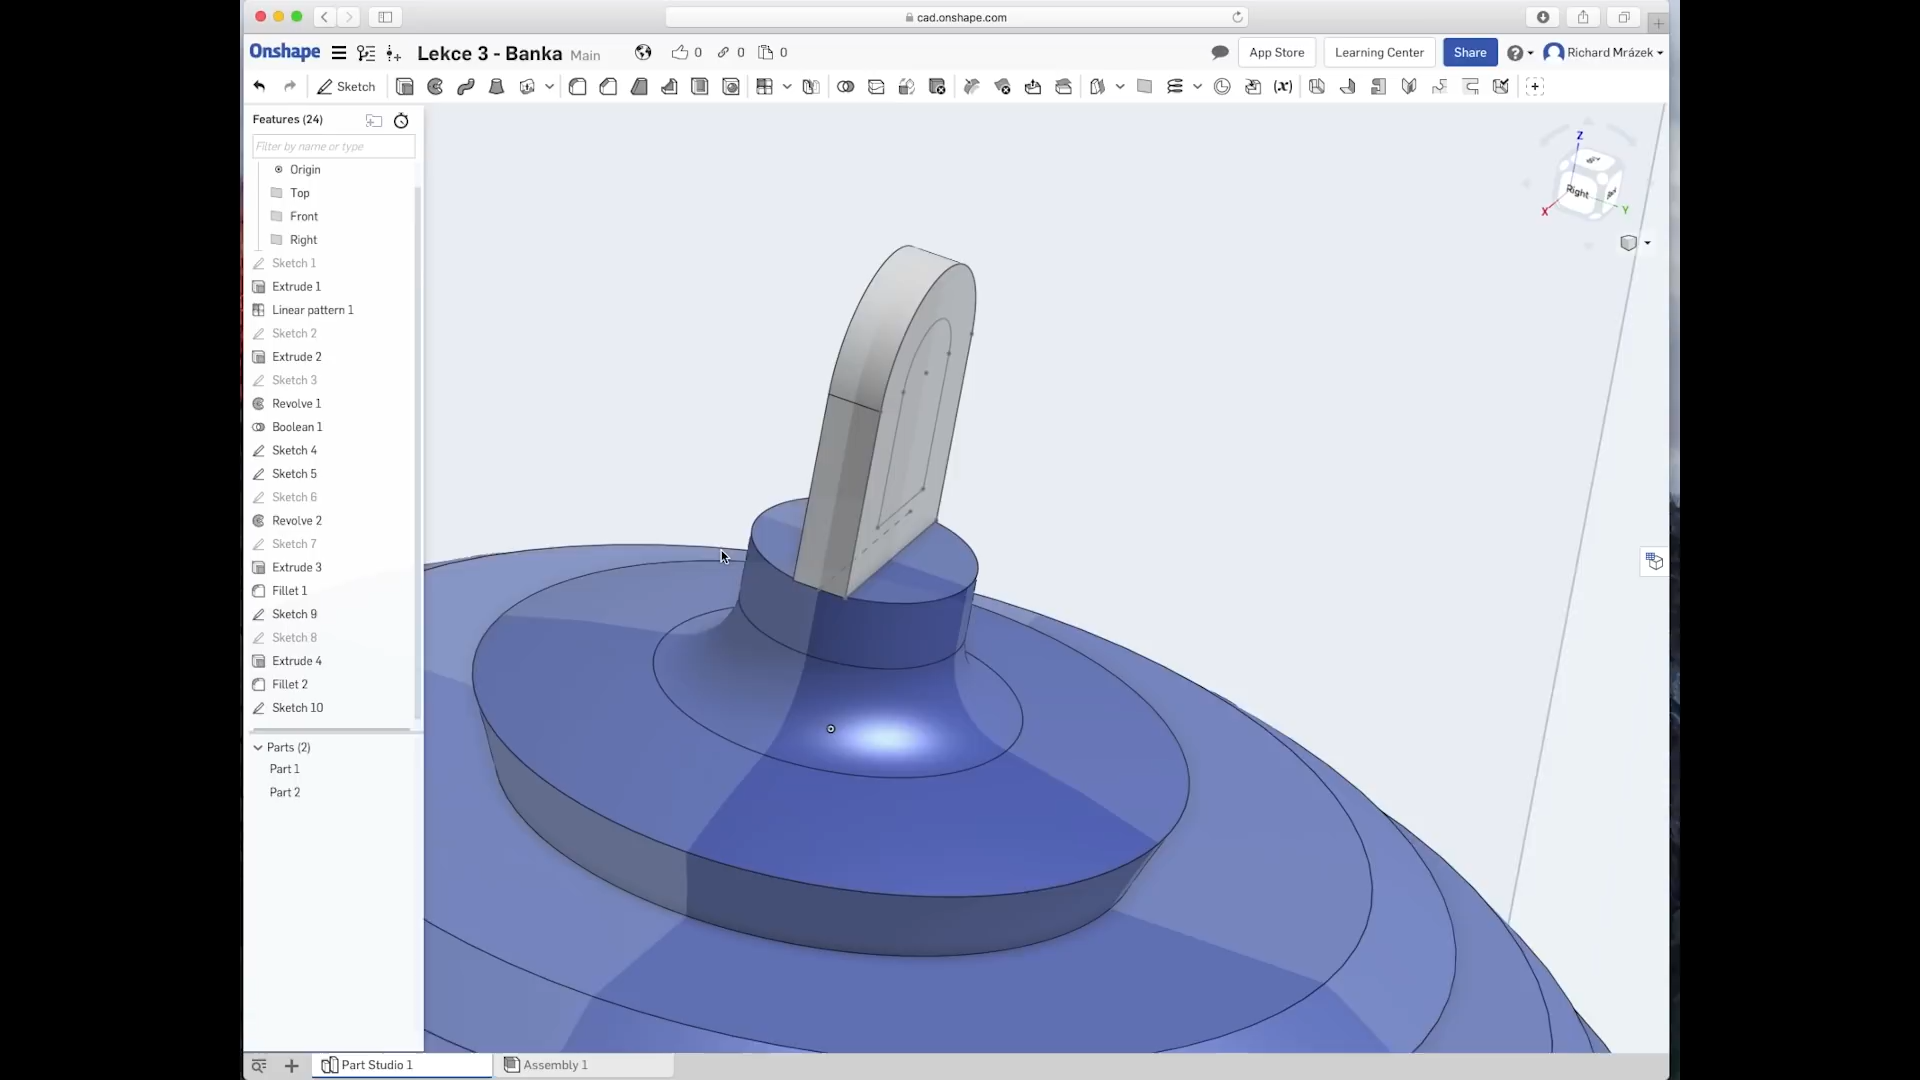 cad.onshape.com
Onshape Lekce 3 - Banka Main 0 0 0 App Store Learning Center Share Richard Mrázek
Sketch (x)
Features (24)
Filter by name or type
Origin
Top
Front
Right
Sketch 1
Extrude 1
Linear pattern 1
Sketch 2
Extrude 2
Sketch 3
Revolve 1
Boolean 1
Sketch 4
Sketch 5
Sketch 6
Revolve 2
Sketch 7
Extrude 3
Fillet 1
Sketch 9
Sketch 8
Extrude 4
Fillet 2
Sketch 10
Parts (2)
Part 1
Part 2
Z
Right
X
Y
Part Studio 1 Assembly 1